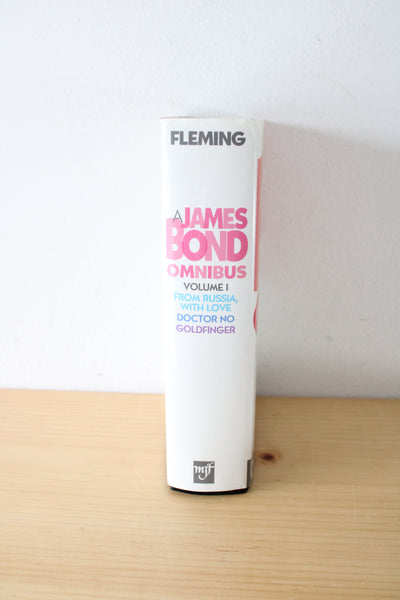 FLEMING
A JAMES
BOND
OMNIBUS
VOLUME I
FROM RUSSIA,
WITH LOVE
DOCTOR NO
GOLDFINGER
mjf